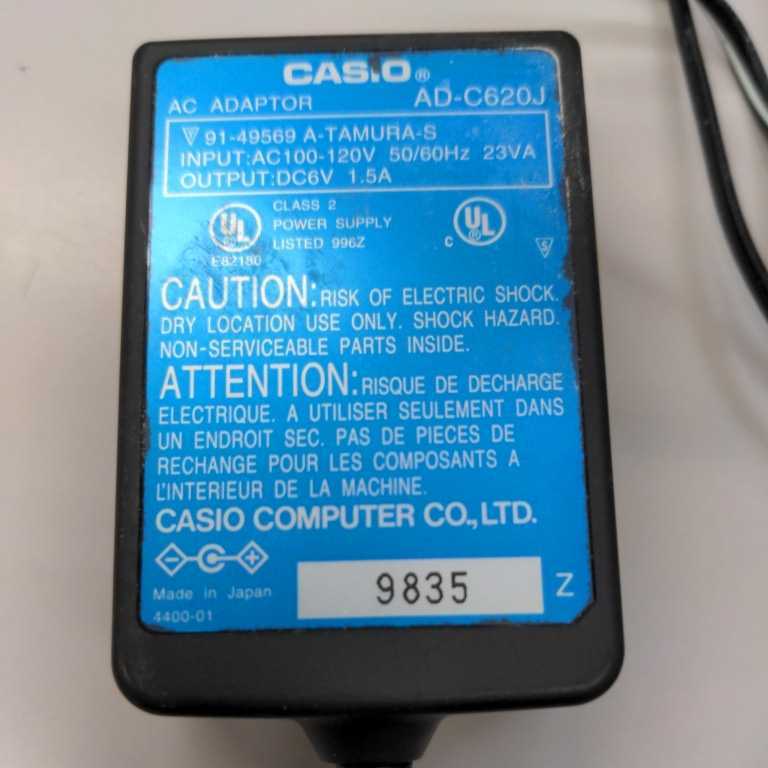 CASIO®
AC ADAPTOR AD-C620J
91-49569 A-TAMURA-S
INPUT:AC100-120V 50/60Hz 23VA
OUTPUT:DC6V 1.5A
CLASS 2
POWER SUPPLY
LISTED 996Z
UL ®
E82180
C UL ®
S
CAUTION: RISK OF ELECTRIC SHOCK.
DRY LOCATION USE ONLY. SHOCK HAZARD.
NON-SERVICEABLE PARTS INSIDE.
ATTENTION: RISQUE DE DECHARGE
ELECTRIQUE. A UTILISER SEULEMENT DANS
UN ENDROIT SEC. PAS DE PIECES DE
RECHANGE POUR LES COMPOSANTS A
L'INTERIEUR DE LA MACHINE.
CASIO COMPUTER CO.,LTD.
Made in Japan
4400-01
9835 Z